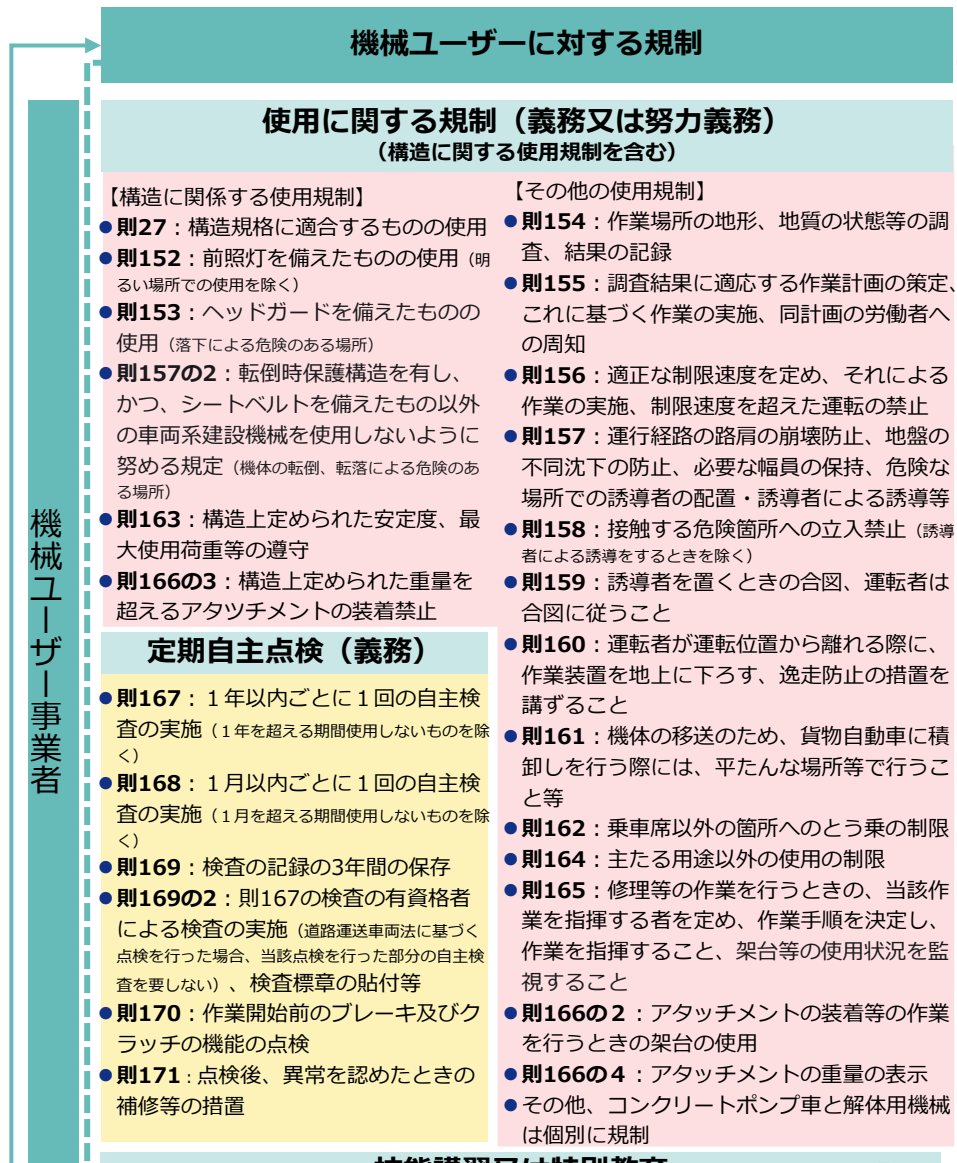 機械ユーザーに対する規制
機械ユーザー事業者
使用に関する規制（義務又は努力義務）
（構造に関する使用規制を含む）
【構造に関係する使用規制】
●則27：構造規格に適合するものの使用
●則152：前照灯を備えたものの使用（明
るい場所での使用を除く）
●則153：ヘッドガードを備えたものの
使用（落下による危険のある場所）
●則157の2：転倒時保護構造を有し、
かつ、シートベルトを備えたもの以外
の車両系建設機械を使用しないように
努める規定（機体の転倒、転落による危険のあ
る場所）
●則163：構造上定められた安定度、最
大使用荷重等の遵守
●則166の3：構造上定められた重量を
超えるアタツチメントの装着禁止
定期自主点検（義務）
●則167：１年以内ごとに１回の自主検
査の実施（１年を超える期間使用しないものを除
く）
●則168：１月以内ごとに１回の自主検
査の実施（１月を超える期間使用しないものを除
く）
●則169：検査の記録の3年間の保存
●則169の2：則167の検査の有資格者
による検査の実施（道路運送車両法に基づく
点検を行った場合、当該点検を行った部分の自主検
査を要しない）、検査標章の貼付等
●則170：作業開始前のブレーキ及びク
ラッチの機能の点検
●則171：点検後、異常を認めたときの
補修等の措置
【その他の使用規制】
●則154：作業場所の地形、地質の状態等の調
査、結果の記録
●則155：調査結果に適応する作業計画の策定、
これに基づく作業の実施、同計画の労働者へ
の周知
●則156：適正な制限速度を定め、それによる
作業の実施、制限速度を超えた運転の禁止
●則157：運行経路の路肩の崩壊防止、地盤の
不同沈下の防止、必要な幅員の保持、危険な
場所での誘導者の配置・誘導者による誘導等
●則158：接触する危険箇所への立入禁止（誘導
者による誘導をするときを除く）
●則159：誘導者を置くときの合図、運転者は
合図に従うこと
●則160：運転者が運転位置から離れる際に、
作業装置を地上に下ろす、逸走防止の措置を
講ずること
●則161：機体の移送のため、貨物自動車に積
卸しを行う際には、平たんな場所等で行うこ
と等
●則162：乗車席以外の箇所へのとう乗の制限
●則164：主たる用途以外の使用の制限
●則165：修理等の作業を行うときの、当該作
業を指揮する者を定め、作業手順を決定し、
作業を指揮すること、架台等の使用状況を監
視すること
●則166の２：アタッチメントの装着等の作業
を行うときの架台の使用
●則166の４：アタッチメントの重量の表示
●その他、コンクリートポンプ車と解体用機械
は個別に規制